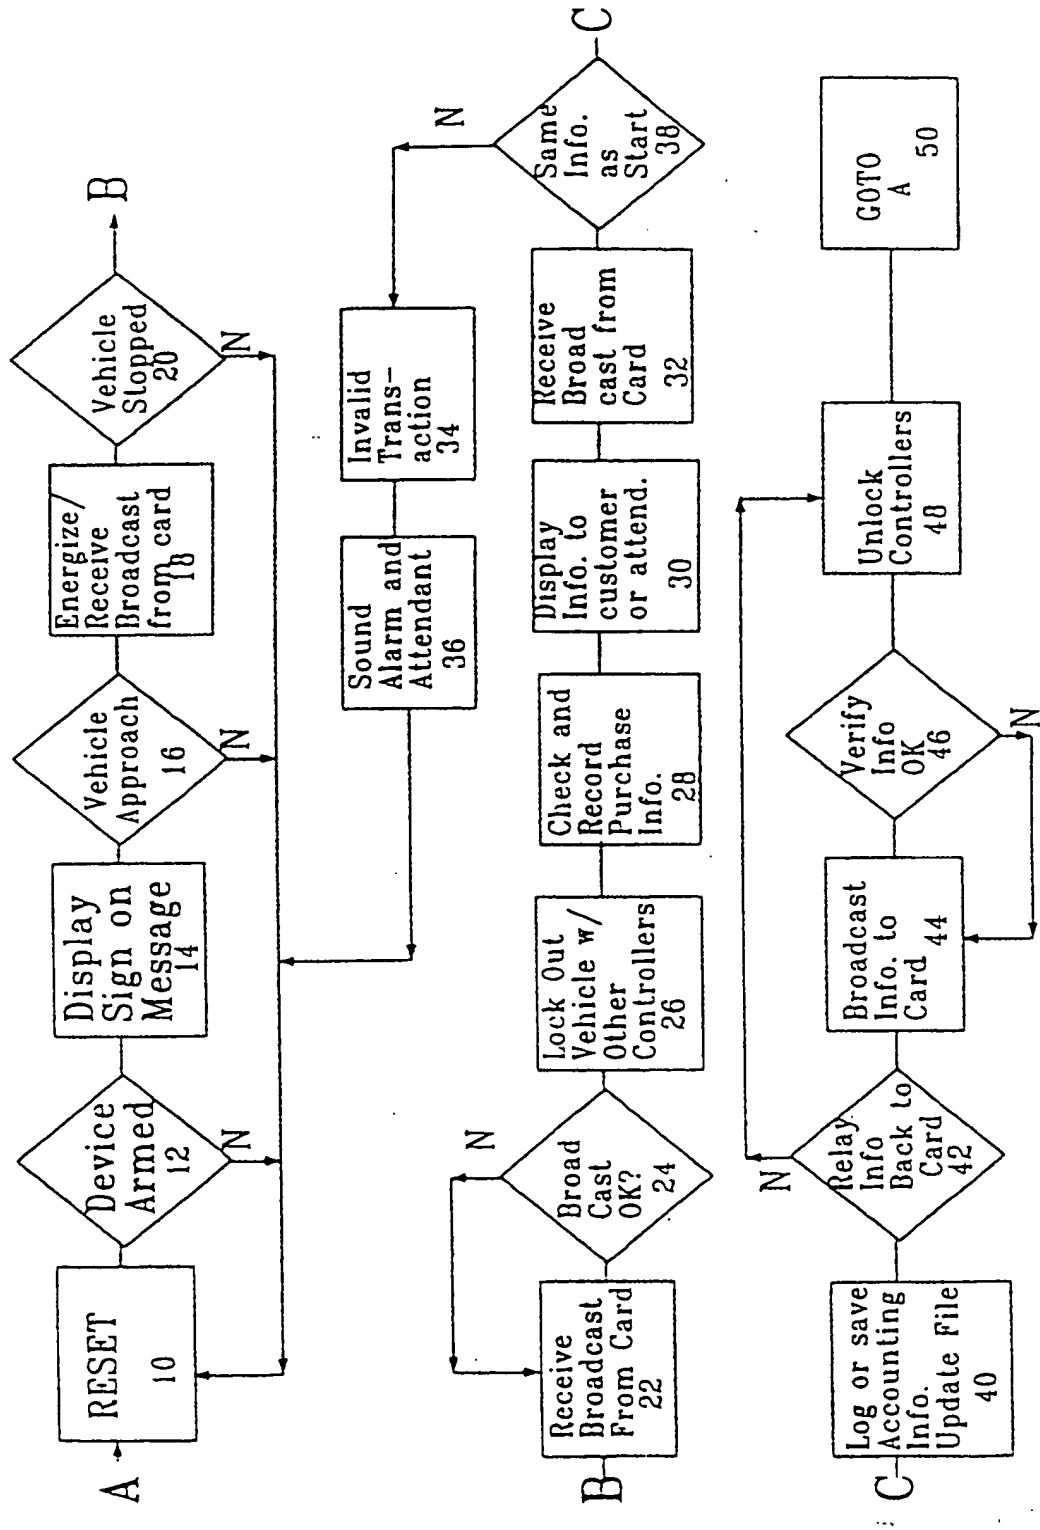 A
RESET
10
Device
Armed
12
N
Display
Sign on
Message
14
Vehicle
Approach
16
N
Energize/
Receive
Broadcast
from card
18
Vehicle
Stopped
20
N
B
Sound
Alarm and
Attendant
36
Invalid
Trans-
action
34
N
B
Receive
Broadcast
From Card
22
N
Broad
Cast
OK?
24
Lock Out
Vehicle w/
Other
Controllers
26
Check and
Record
Purchase
Info.
28
Display
Info. to
customer
or attend.
30
Receive
Broad
cast from
Card
32
Same
Info.
as
Start
38
C
C
Log or save
Accounting
Info.
Update File
40
N
Relay
Info
Back to
Card
42
Broadcast
Info. to
Card
44
Verify
Info
OK
46
N
Unlock
Controllers
48
GOTO
A
50